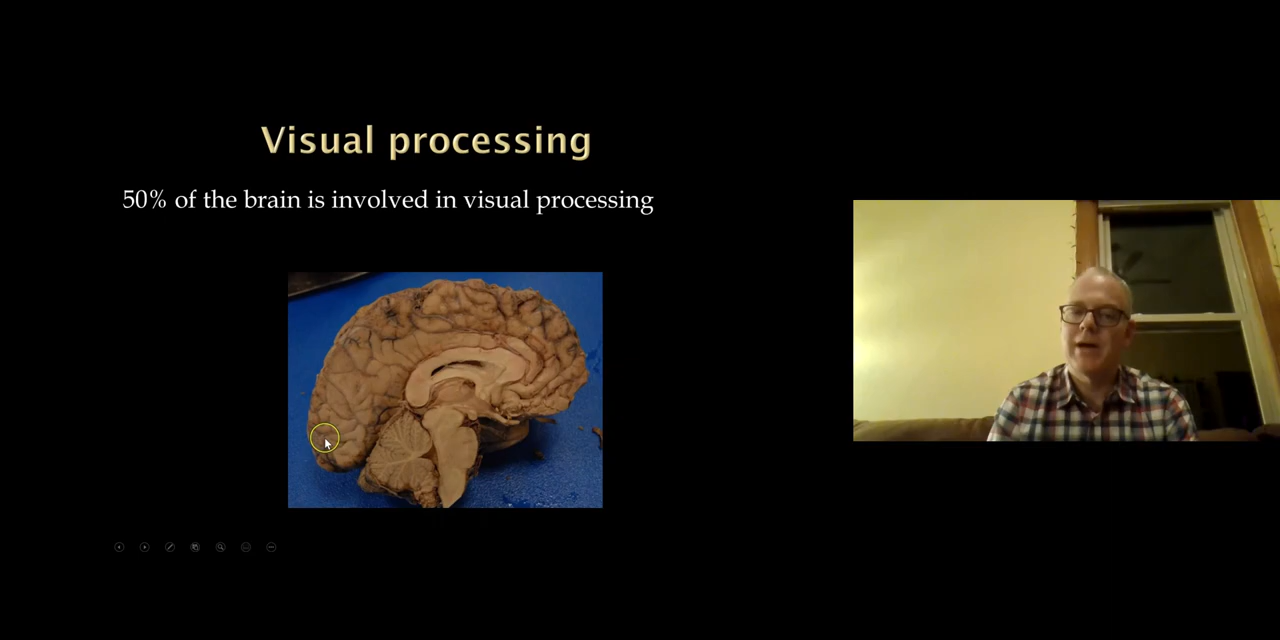 Visual processing
50% of the brain is involved in visual processing